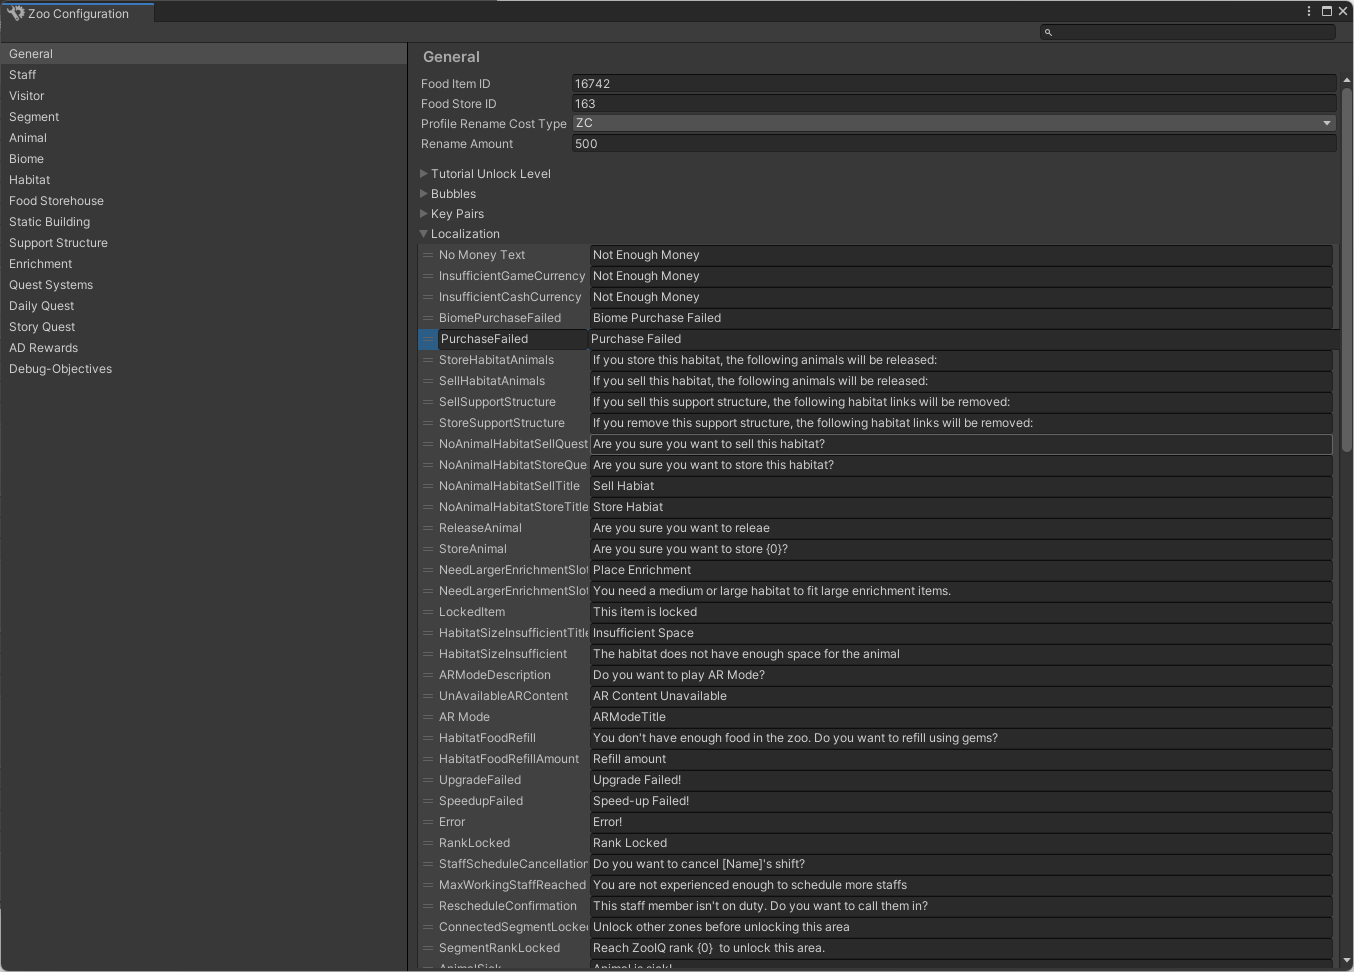 Zoo Configuration
General
Staff
Visitor
Segment
Animal
Biome
Habitat
Food Storehouse
Static Building
Support Structure
Enrichment
Quest Systems
Daily Quest
Story Quest
AD Rewards
Debug-Objectives
General
Food Item ID 16742
Food Store ID 163
Profile Rename Cost Type ZC
Rename Amount 500
Tutorial Unlock Level
Bubbles
Key Pairs
Localization
No Money Text Not Enough Money
InsufficientGameCurrency Not Enough Money
InsufficientCashCurrency Not Enough Money
BiomePurchaseFailed Biome Purchase Failed
PurchaseFailed Purchase Failed
StoreHabitatAnimals If you store this habitat, the following animals will be released:
SellHabitatAnimals If you sell this habitat, the following animals will be released:
SellSupportStructure If you sell this support structure, the following habitat links will be removed:
StoreSupportStructure If you remove this support structure, the following habitat links will be removed:
NoAnimalHabitatSellQuest Are you sure you want to sell this habitat?
NoAnimalHabitatStoreQue Are you sure you want to store this habitat?
NoAnimalHabitatSellTitle Sell Habiat
NoAnimalHabitatStoreTitle Store Habiat
ReleaseAnimal Are you sure you want to releae
StoreAnimal Are you sure you want to store {0}?
NeedLargerEnrichmentSlot Place Enrichment
NeedLargerEnrichmentSlot You need a medium or large habitat to fit large enrichment items.
LockedItem This item is locked
HabitatSizeInsufficientTitle Insufficient Space
HabitatSizeInsufficient The habitat does not have enough space for the animal
ARModeDescription Do you want to play AR Mode?
UnAvailableARContent AR Content Unavailable
AR Mode ARModeTitle
HabitatFoodRefill You don't have enough food in the zoo. Do you want to refill using gems?
HabitatFoodRefillAmount Refill amount
UpgradeFailed Upgrade Failed!
SpeedupFailed Speed-up Failed!
Error Error!
RankLocked Rank Locked
StaffScheduleCancellation Do you want to cancel [Name]'s shift?
MaxWorkingStaffReached You are not experienced enough to schedule more staffs
RescheduleConfirmation This staff member isn't on duty. Do you want to call them in?
ConnectedSegmentLocked Unlock other zones before unlocking this area
SegmentRankLocked Reach ZooIQ rank {0}  to unlock this area.
AnimalSick Animal is sick!